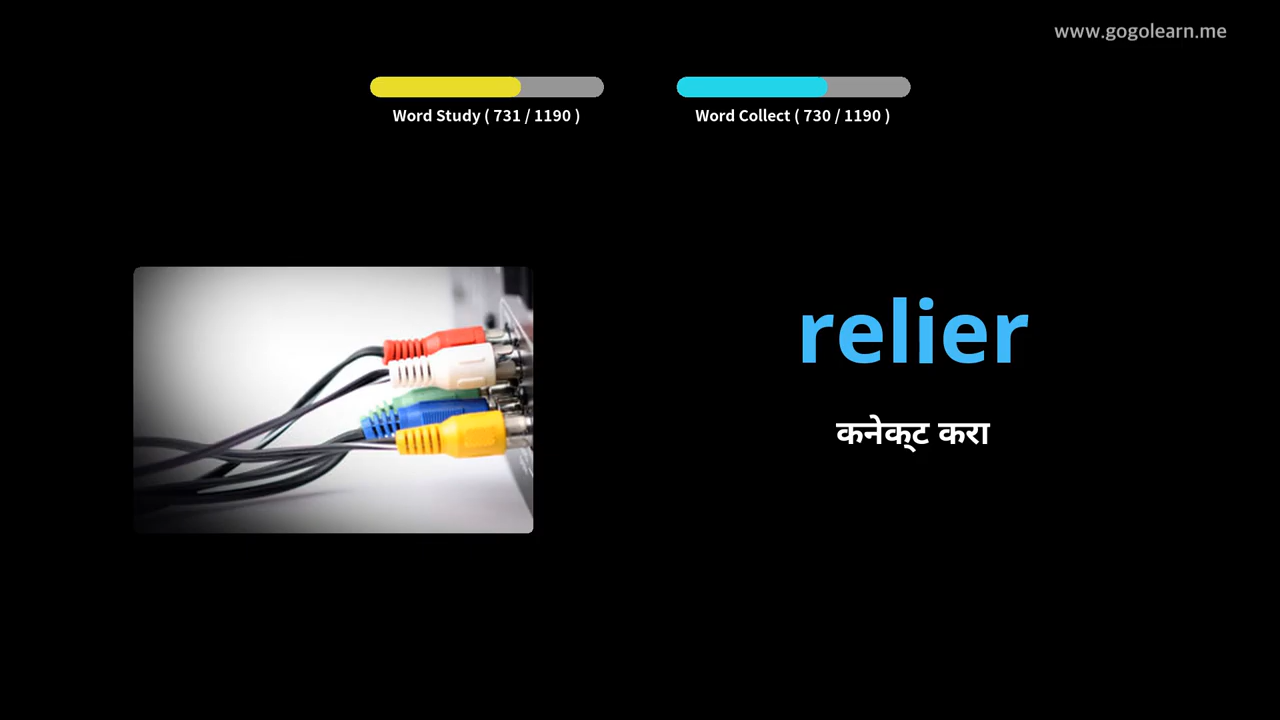 www.gogolearn.me
Word Study ( 731 / 1190 )
Word Collect ( 730 / 1190 )
relier
कनेक्‍ट करा